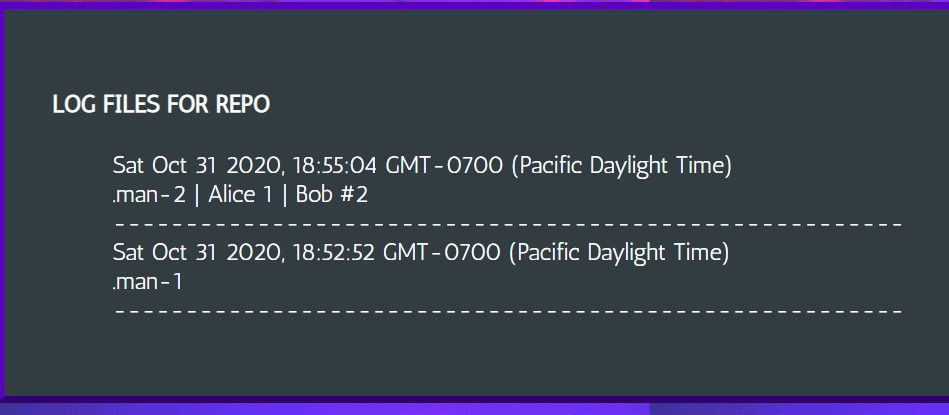 LOG FILES FOR REPO
Sat Oct 31 2020, 18:55:04 GMT-0700 (Pacific Daylight Time)
.man-2 | Alice 1 | Bob #2
-------------------------------------------------------
Sat Oct 31 2020, 18:52:52 GMT-0700 (Pacific Daylight Time)
.man-1
-------------------------------------------------------